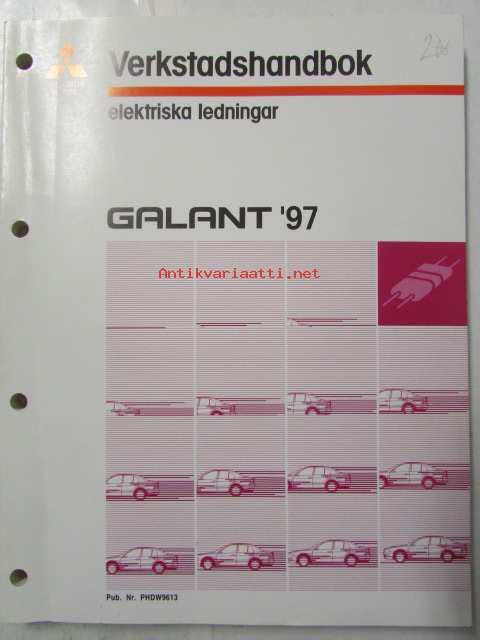 Verkstadshandbok
elektriska ledningar
GALANT '97
Antikvariaatti.net
Pub. Nr. PHDW9613